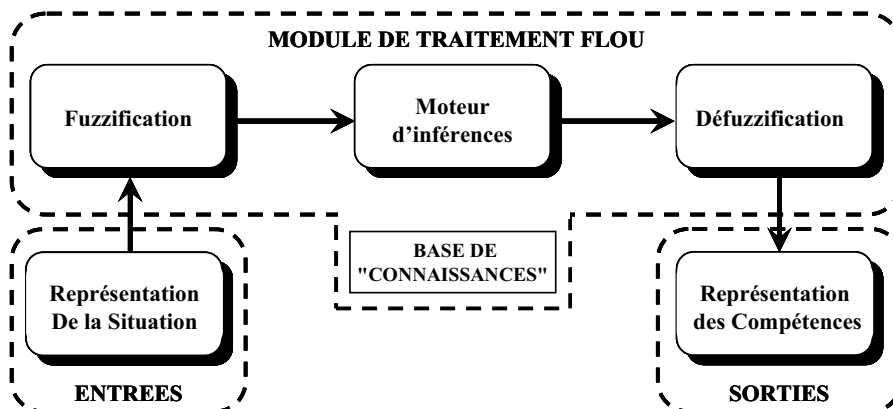 MODULE DE TRAITEMENT FLOU
Fuzzification
Moteur
d'inférences
Défuzzification
BASE DE
"CONNAISSANCES"
Représentation
De la Situation
Représentation
des Compétences
ENTREES
SORTIES